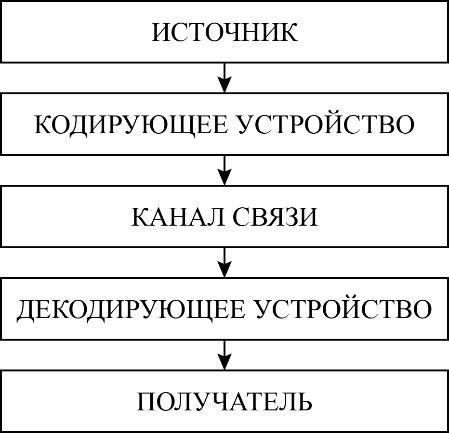 ИСТОЧНИК
КОДИРУЮЩЕЕ УСТРОЙСТВО
КАНАЛ СВЯЗИ
ДЕКОДИРУЮЩЕЕ УСТРОЙСТВО
ПОЛУЧАТЕЛЬ